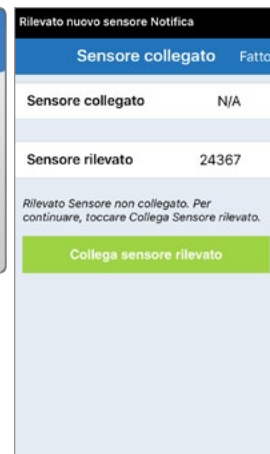 Rilevato nuovo sensore Notifica
Sensore collegato Fatto
Sensore collegato N/A
Sensore rilevato 24367
Rilevato Sensore non collegato. Per
continuare, toccare Collega Sensore rilevato.
Collega sensore rilevato